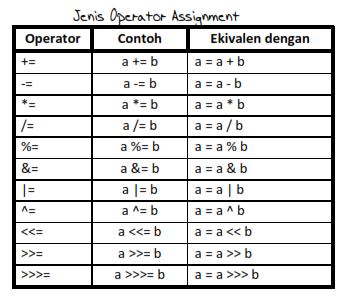 Jenis Operator Assignment
Operator Contoh Ekivalen dengan
+= a += b a = a + b
-= a -= b a = a - b
*= a *= b a = a * b
/= a /= b a = a / b
%= a %= b a = a % b
&= a &= b a = a & b
|= a |= b a = a | b
^= a ^= b a = a ^ b
<<= a <<= b a = a << b
>>= a >>= b a = a >> b
>>>= a >>>= b a = a >>> b